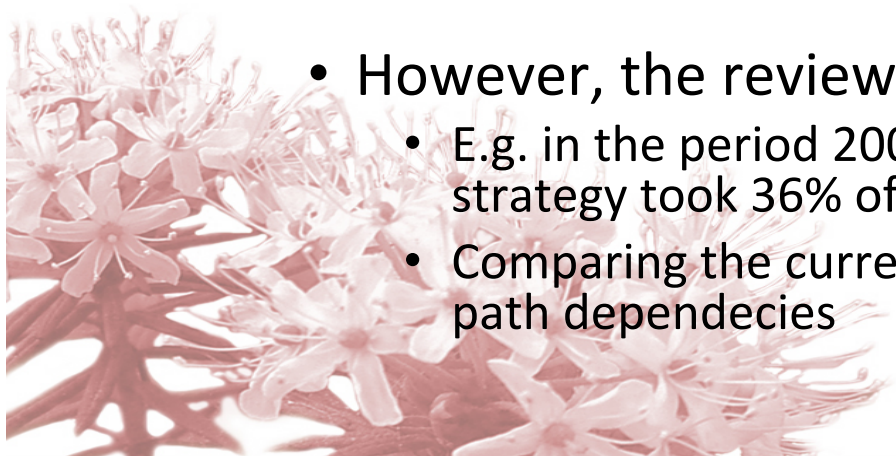 • However, the review
• E.g. in the period 200
strategy took 36% of
• Comparing the curre
path dependecies